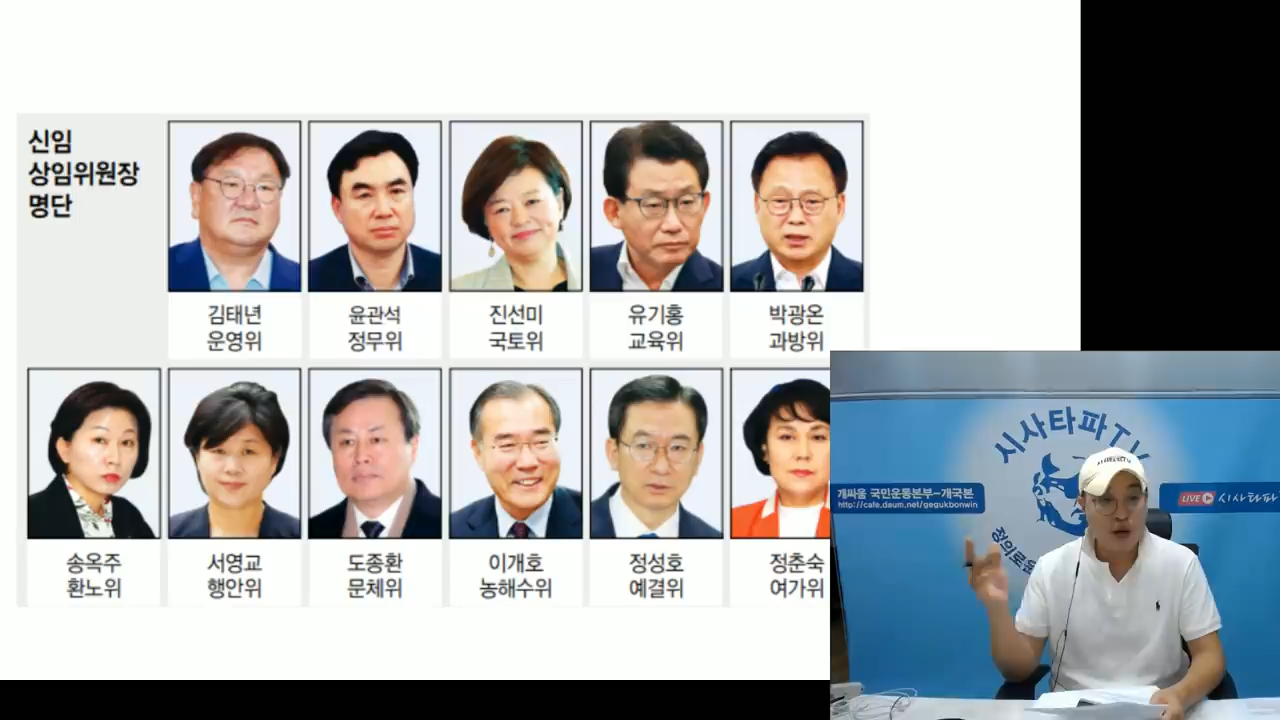 신임
상임위원장
명단
김태년
운영위
윤관석
정무위
진선미
국토위
유기홍
교육위
박광온
과방위
송옥주
환노위
서영교
행안위
도종환
문체위
이개호
농해수위
정성호
예결위
정춘숙
여가위
시사타파TV
개싸움 국민운동본부-개국본
http://cafe.daum.net/gegukbonwin
LIVE 시사타파
정의로운